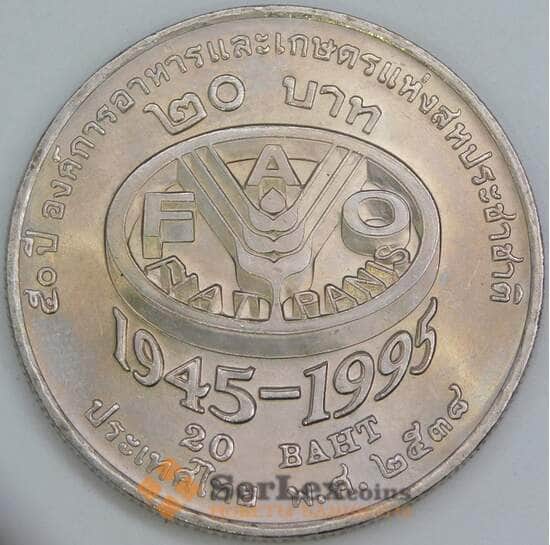 ๕๐ ปี องค์การอาหารและเกษตรแห่งสหประชาชาติ
๒๐ บาท
F A O
FIAT PANIS
1945-1995
20 BAHT
ประเทศไทย พ.ศ. ๒๕๓๘
SerLexcoins
МОНЕТЫ БАНКНОТЫ